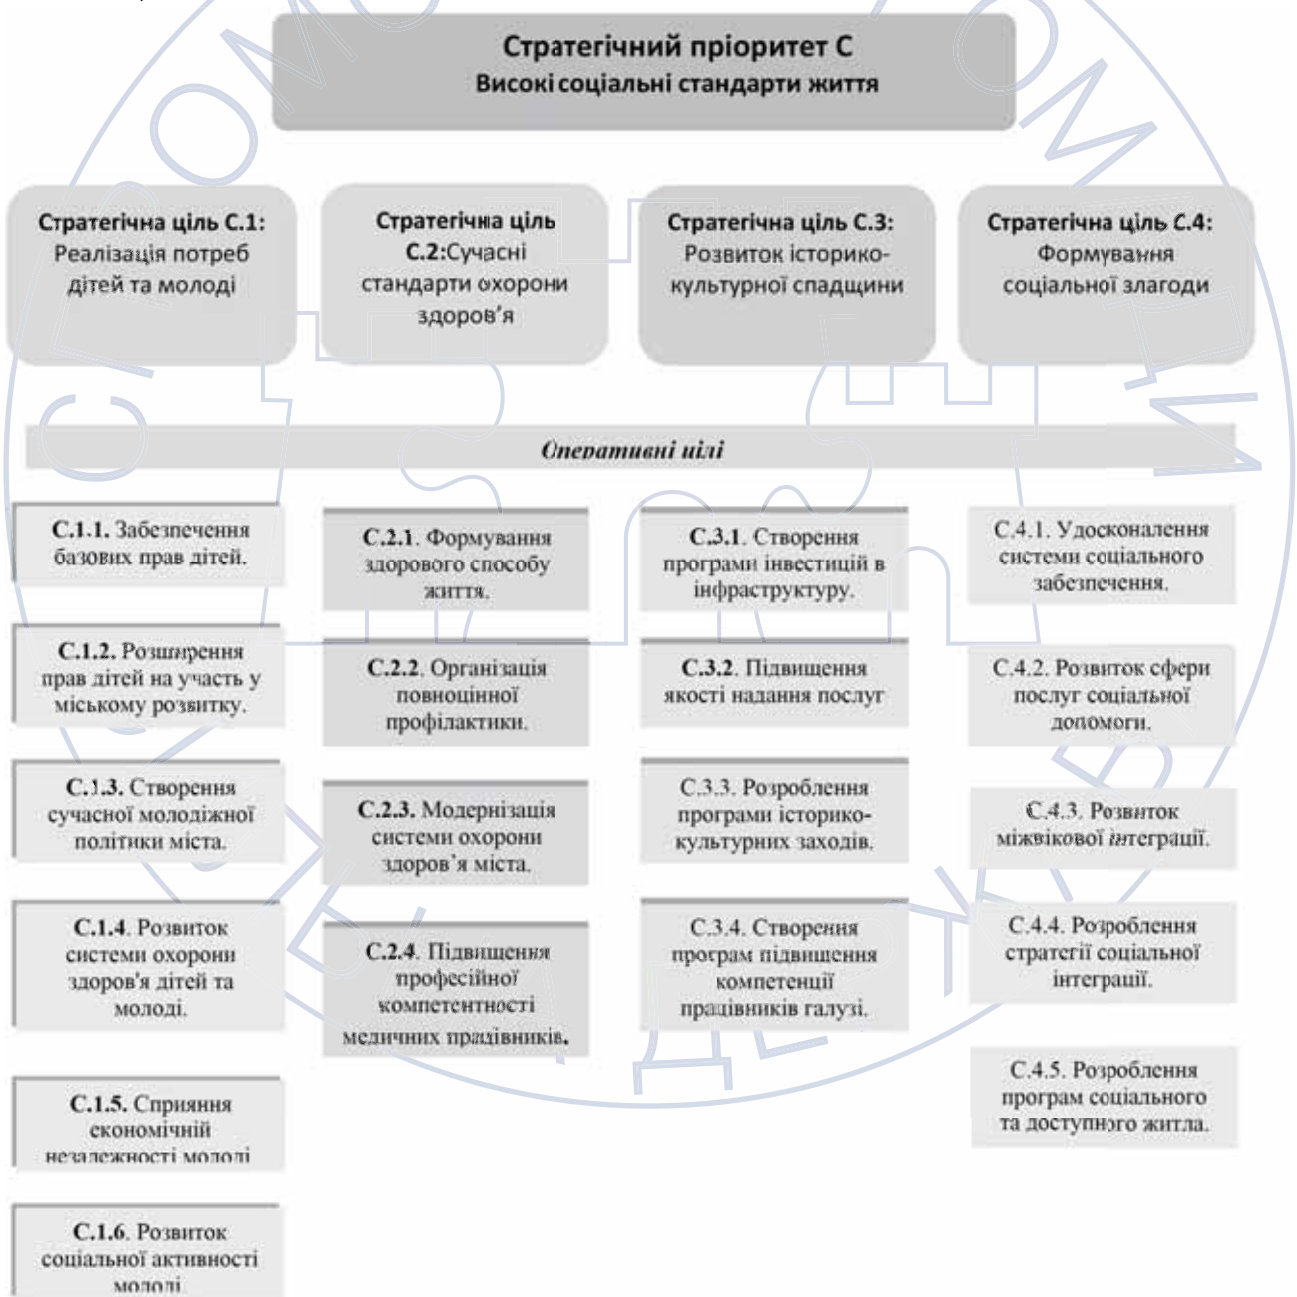 Стратегічний пріоритет С
Високі соціальні стандарти життя
Стратегічна ціль С.1:
Реалізація потреб
дітей та молоді
Стратегічна ціль
С.2:Сучасні
стандарти охорони
здоров'я
Стратегічна ціль С.3:
Розвиток історико-
культурної спадщини
Стратегічна ціль С.4:
Формування
соціальної злагоди
Оперативні цілі
С.1.1. Забезпечення
базових прав дітей.
С.1.2. Розширення
прав дітей на участь у
міському розвитку.
С.1.3. Створення
сучасної молодіжної
політики міста.
С.1.4. Розвиток
системи охорони
здоров'я дітей та
молоді.
С.1.5. Сприяння
економічній
незалежності молоді
С.1.6. Розвиток
соціальної активності
молоді
С.2.1. Формування
здорового способу
життя.
С.2.2. Організація
повноцінної
профілактики.
С.2.3. Модернізація
системи охорони
здоров'я міста.
С.2.4. Підвищення
професійної
компетентності
медичних працівників.
С.3.1. Створення
програми інвестицій в
інфраструктуру.
С.3.2. Підвищення
якості надання послуг
С.3.3. Розроблення
програми історико-
культурних заходів.
С.3.4. Створення
програм підвищення
компетенції
працівників галузі.
С.4.1. Удосконалення
системи соціального
забезпечення.
С.4.2. Розвиток сфери
послуг соціальної
допомоги.
С.4.3. Розвиток
міжвікової інтеграції.
С.4.4. Розроблення
стратегії соціальної
інтеграції.
С.4.5. Розроблення
програм соціального
та доступного житла.